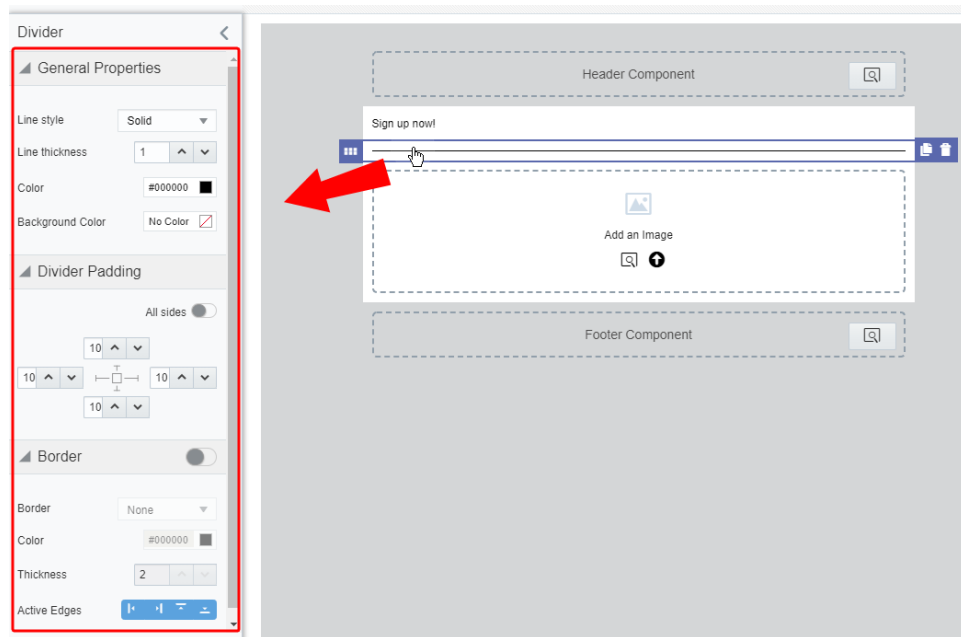 Divider
General Properties
Line style Solid
Line thickness 1
Color #000000
Background Color No Color
Divider Padding
All sides
10
10 10
10
Border
Border None
Color #000000
Thickness 2
Active Edges
Header Component
Sign up now!
Add an Image
Footer Component